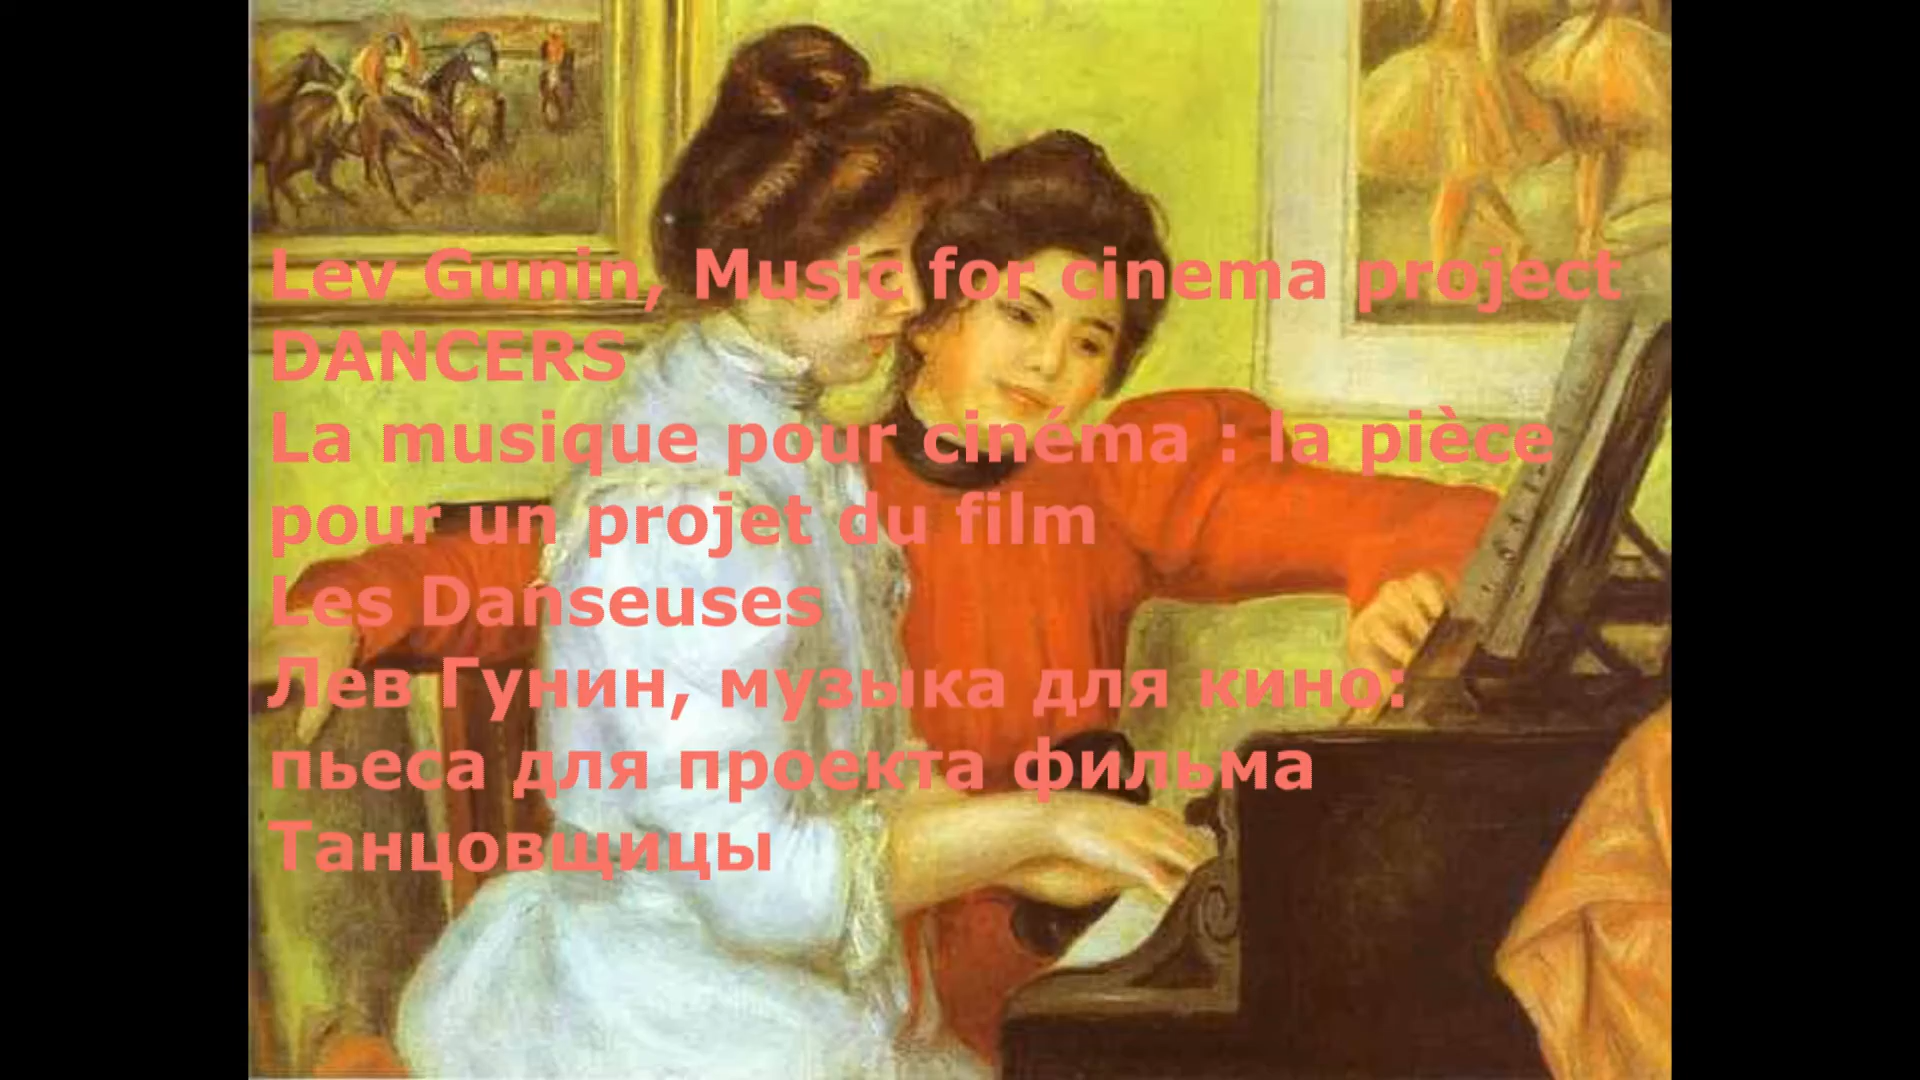 Lev Gunin, Music for cinema project
DANCERS
La musique pour cinéma : la pièce
pour un projet du film
Les Danseuses
Лев Гунин, музыка для кино:
пьеса для проекта фильма
Танцовщицы